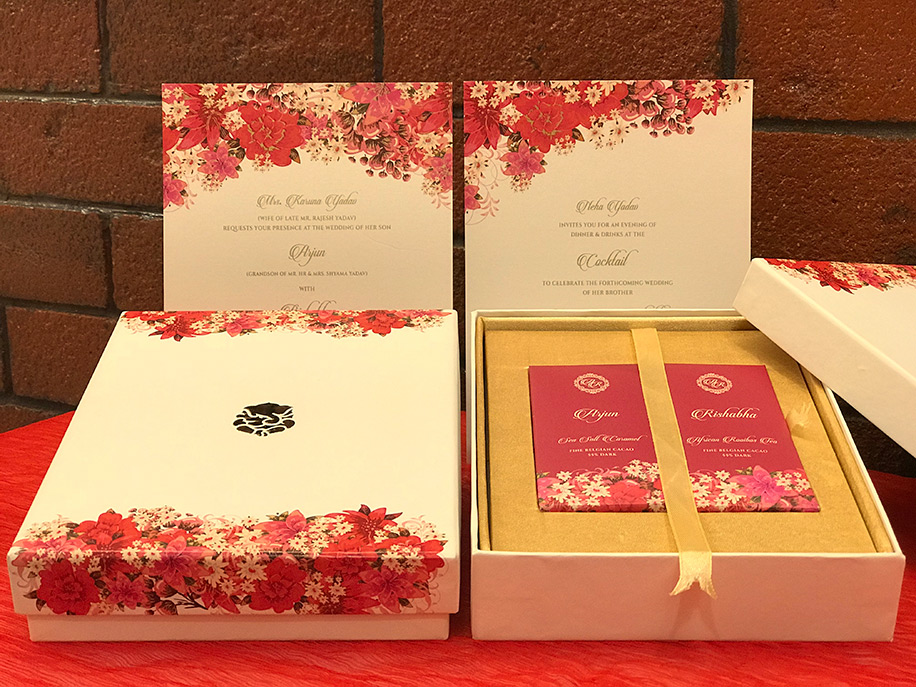 Mrs. Karuna Yadav
(WIFE OF LATE MR. RAJESH YADAV)
REQUESTS YOUR PRESENCE AT THE WEDDING OF HER SON
Arjun
(GRANDSON OF MR. SIR & MRS. SHYAMA YADAV)
WITH
Neha Yadav
INVITES YOU FOR AN EVENING OF
DINNER & DRINKS AT THE
Cocktail
TO CELEBRATE THE FORTHCOMING WEDDING
OF HER BROTHER
Arjun
Sea Salt Caramel
FINE BELGIAN CACAO
55% DARK
Rishabha
African Rooibos Tea
FINE BELGIAN CACAO
55% DARK